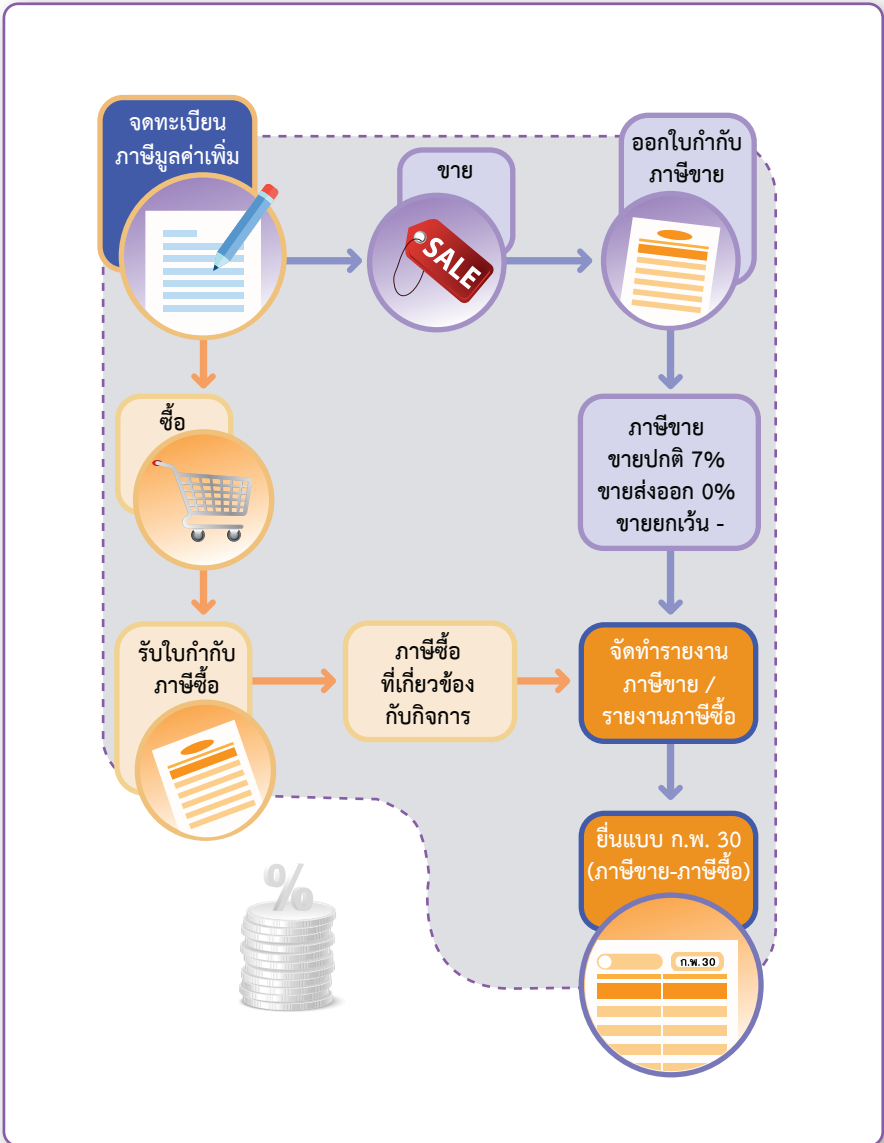 จดทะเบียน
ภาษีมูลค่าเพิ่ม
ขาย
SALE
ออกใบกำกับ
ภาษีขาย
ซื้อ
ภาษีขาย
ขายปกติ 7%
ขายส่งออก 0%
ขายยกเว้น -
รับใบกำกับ
ภาษีซื้อ
ภาษีซื้อ
ที่เกี่ยวข้อง
กับกิจการ
จัดทำรายงาน
ภาษีขาย /
รายงานภาษีซื้อ
ยื่นแบบ ก.พ. 30
(ภาษีขาย-ภาษีซื้อ)
ก.พ. 30
%